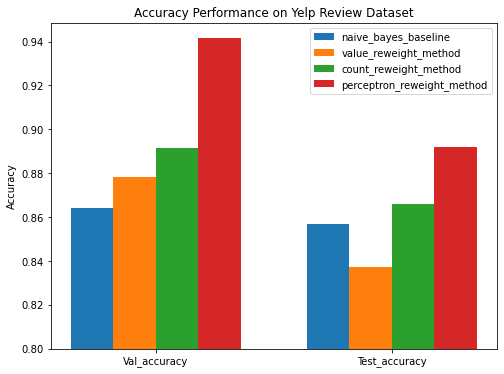 Accuracy Performance on Yelp Review Dataset
naive_bayes_baseline
value_reweight_method
count_reweight_method
perceptron_reweight_method
Accuracy
0.94
0.92
0.90
0.88
0.86
0.84
0.82
0.80
Val_accuracy
Test_accuracy